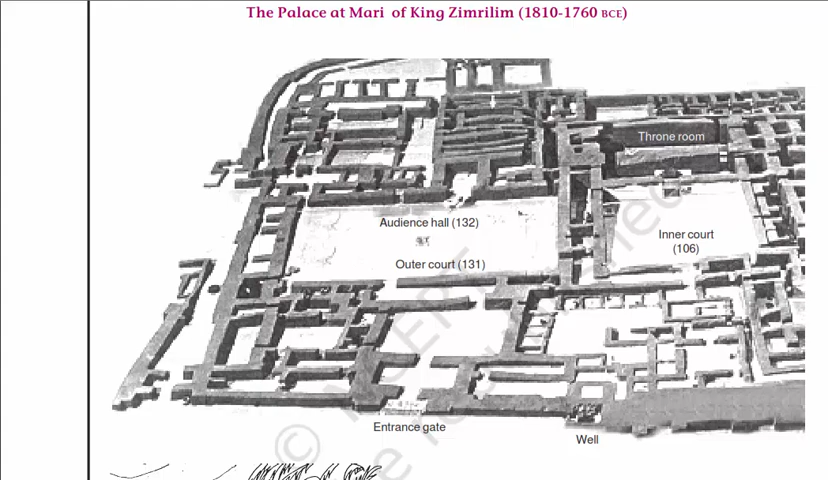 The Palace at Mari of King Zimrilim (1810-1760 BCE)
Throne room
Audience hall (132)
Inner court
(106)
Outer court (131)
Entrance gate
Well
©